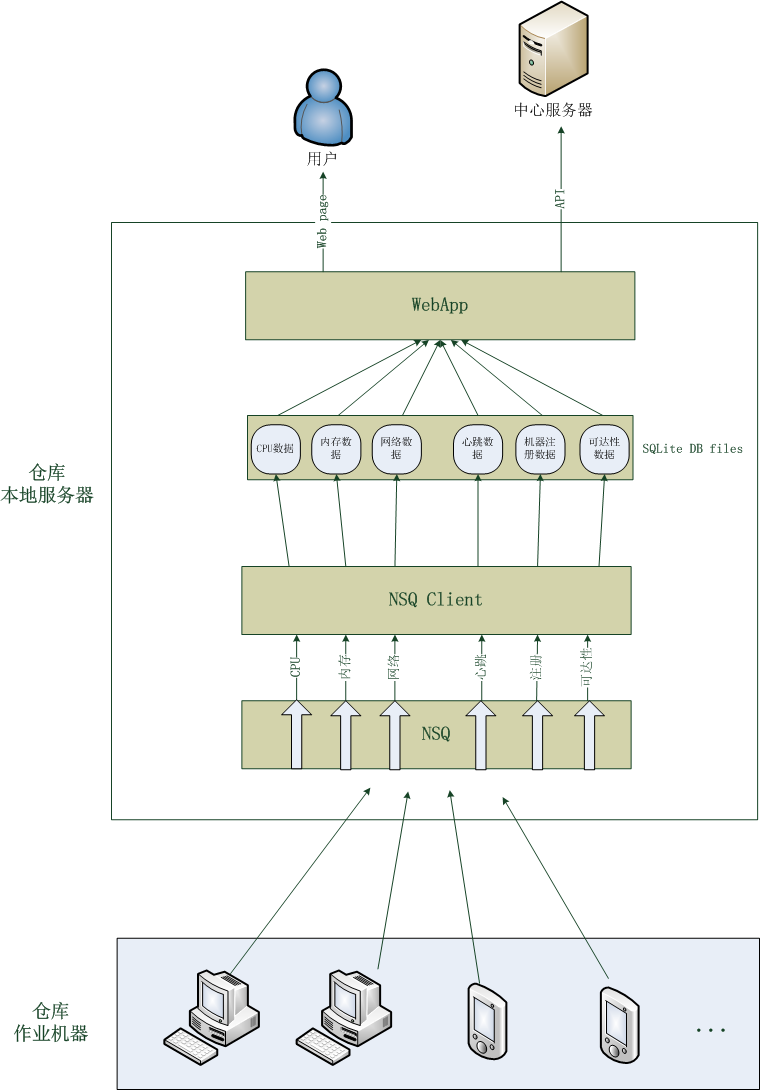 中心服务器
用户
Web page
API
WebApp
CPU数据
内存数
据
网络数
据
心跳数
据
机器注
册数据
可达性
数据
SQLite DB files
仓库
本地服务器
NSQ Client
CPU
内存
网络
心跳
注册
可达性
NSQ
仓库
作业机器
...